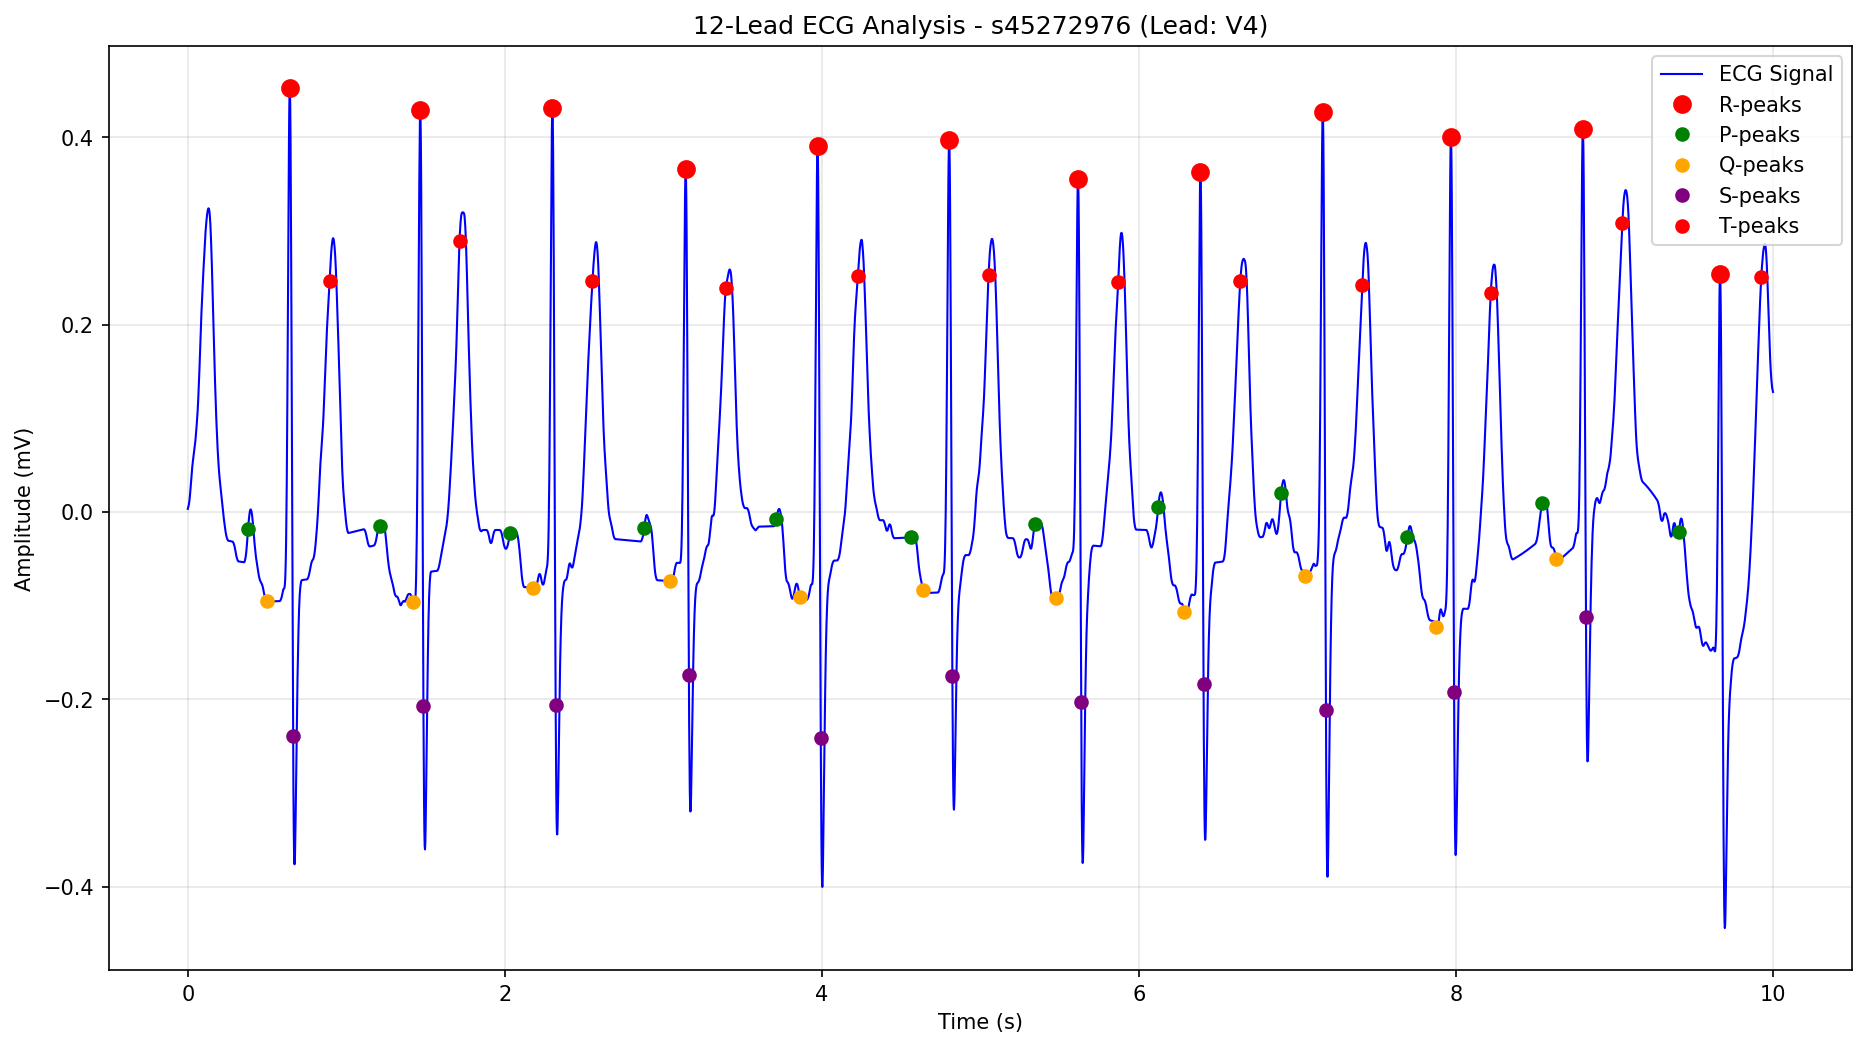 12-Lead ECG Analysis - s45272976 (Lead: V4)
ECG Signal
R-peaks
P-peaks
Q-peaks
S-peaks
T-peaks
Amplitude (mV)
0.4
0.2
0.0
−0.2
−0.4
0 2 4 6 8 10
Time (s)